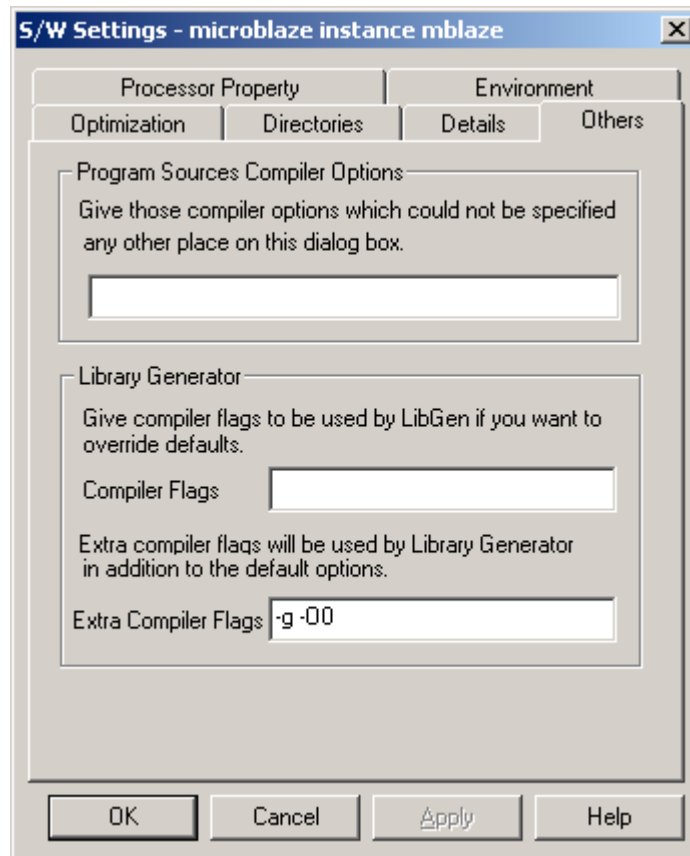 S/W Settings - microblaze instance mblaze
Processor Property
Environment
Optimization
Directories
Details
Others
Program Sources Compiler Options
Give those compiler options which could not be specified
any other place on this dialog box.
Library Generator
Give compiler flags to be used by LibGen if you want to
override defaults.
Compiler Flags
Extra compiler flags will be used by Library Generator
in addition to the default options.
Extra Compiler Flags -g -O0
OK
Cancel
Apply
Help